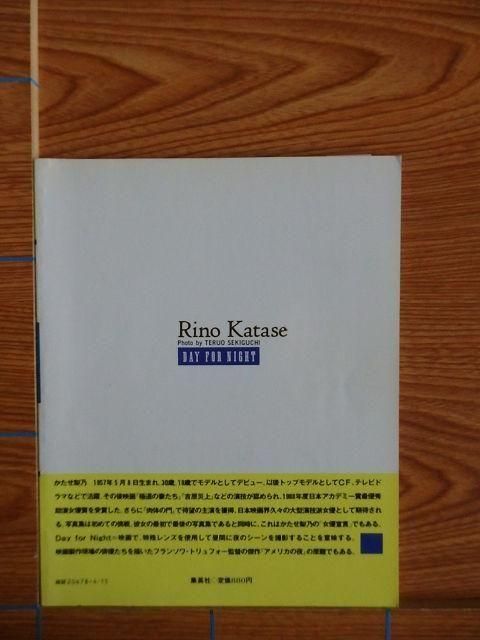 Rino Katase
Photo by TERUO SEKIGUCHI
DAY FOR NIGHT
かたせ梨乃　1957年5月8日生まれ、30歳。18歳でモデルとしてデビュー。以後トップモデルとしてCF、テレビド
ラマなどで活躍。その後映画「極道の妻たち」「吉原炎上」などの演技が認められ、1988年度日本アカデミー賞最優秀
助演女優賞を受賞した。さらに「肉体の門」で待望の主演を獲得、日本映画界久々の大型演技派女優として期待され
る。写真集は初めての挑戦。彼女の最初で最後の写真集であると同時に、これはかたせ梨乃の「女優宣言」でもある。
Day for Night=映画で、特殊レンズを使用して昼間に夜のシーンを撮影することを意味する。
映画製作現場の俳優たちを描いたフランソワ・トリュフォー監督の傑作「アメリカの夜」の原題でもある。
集英社 定価880円